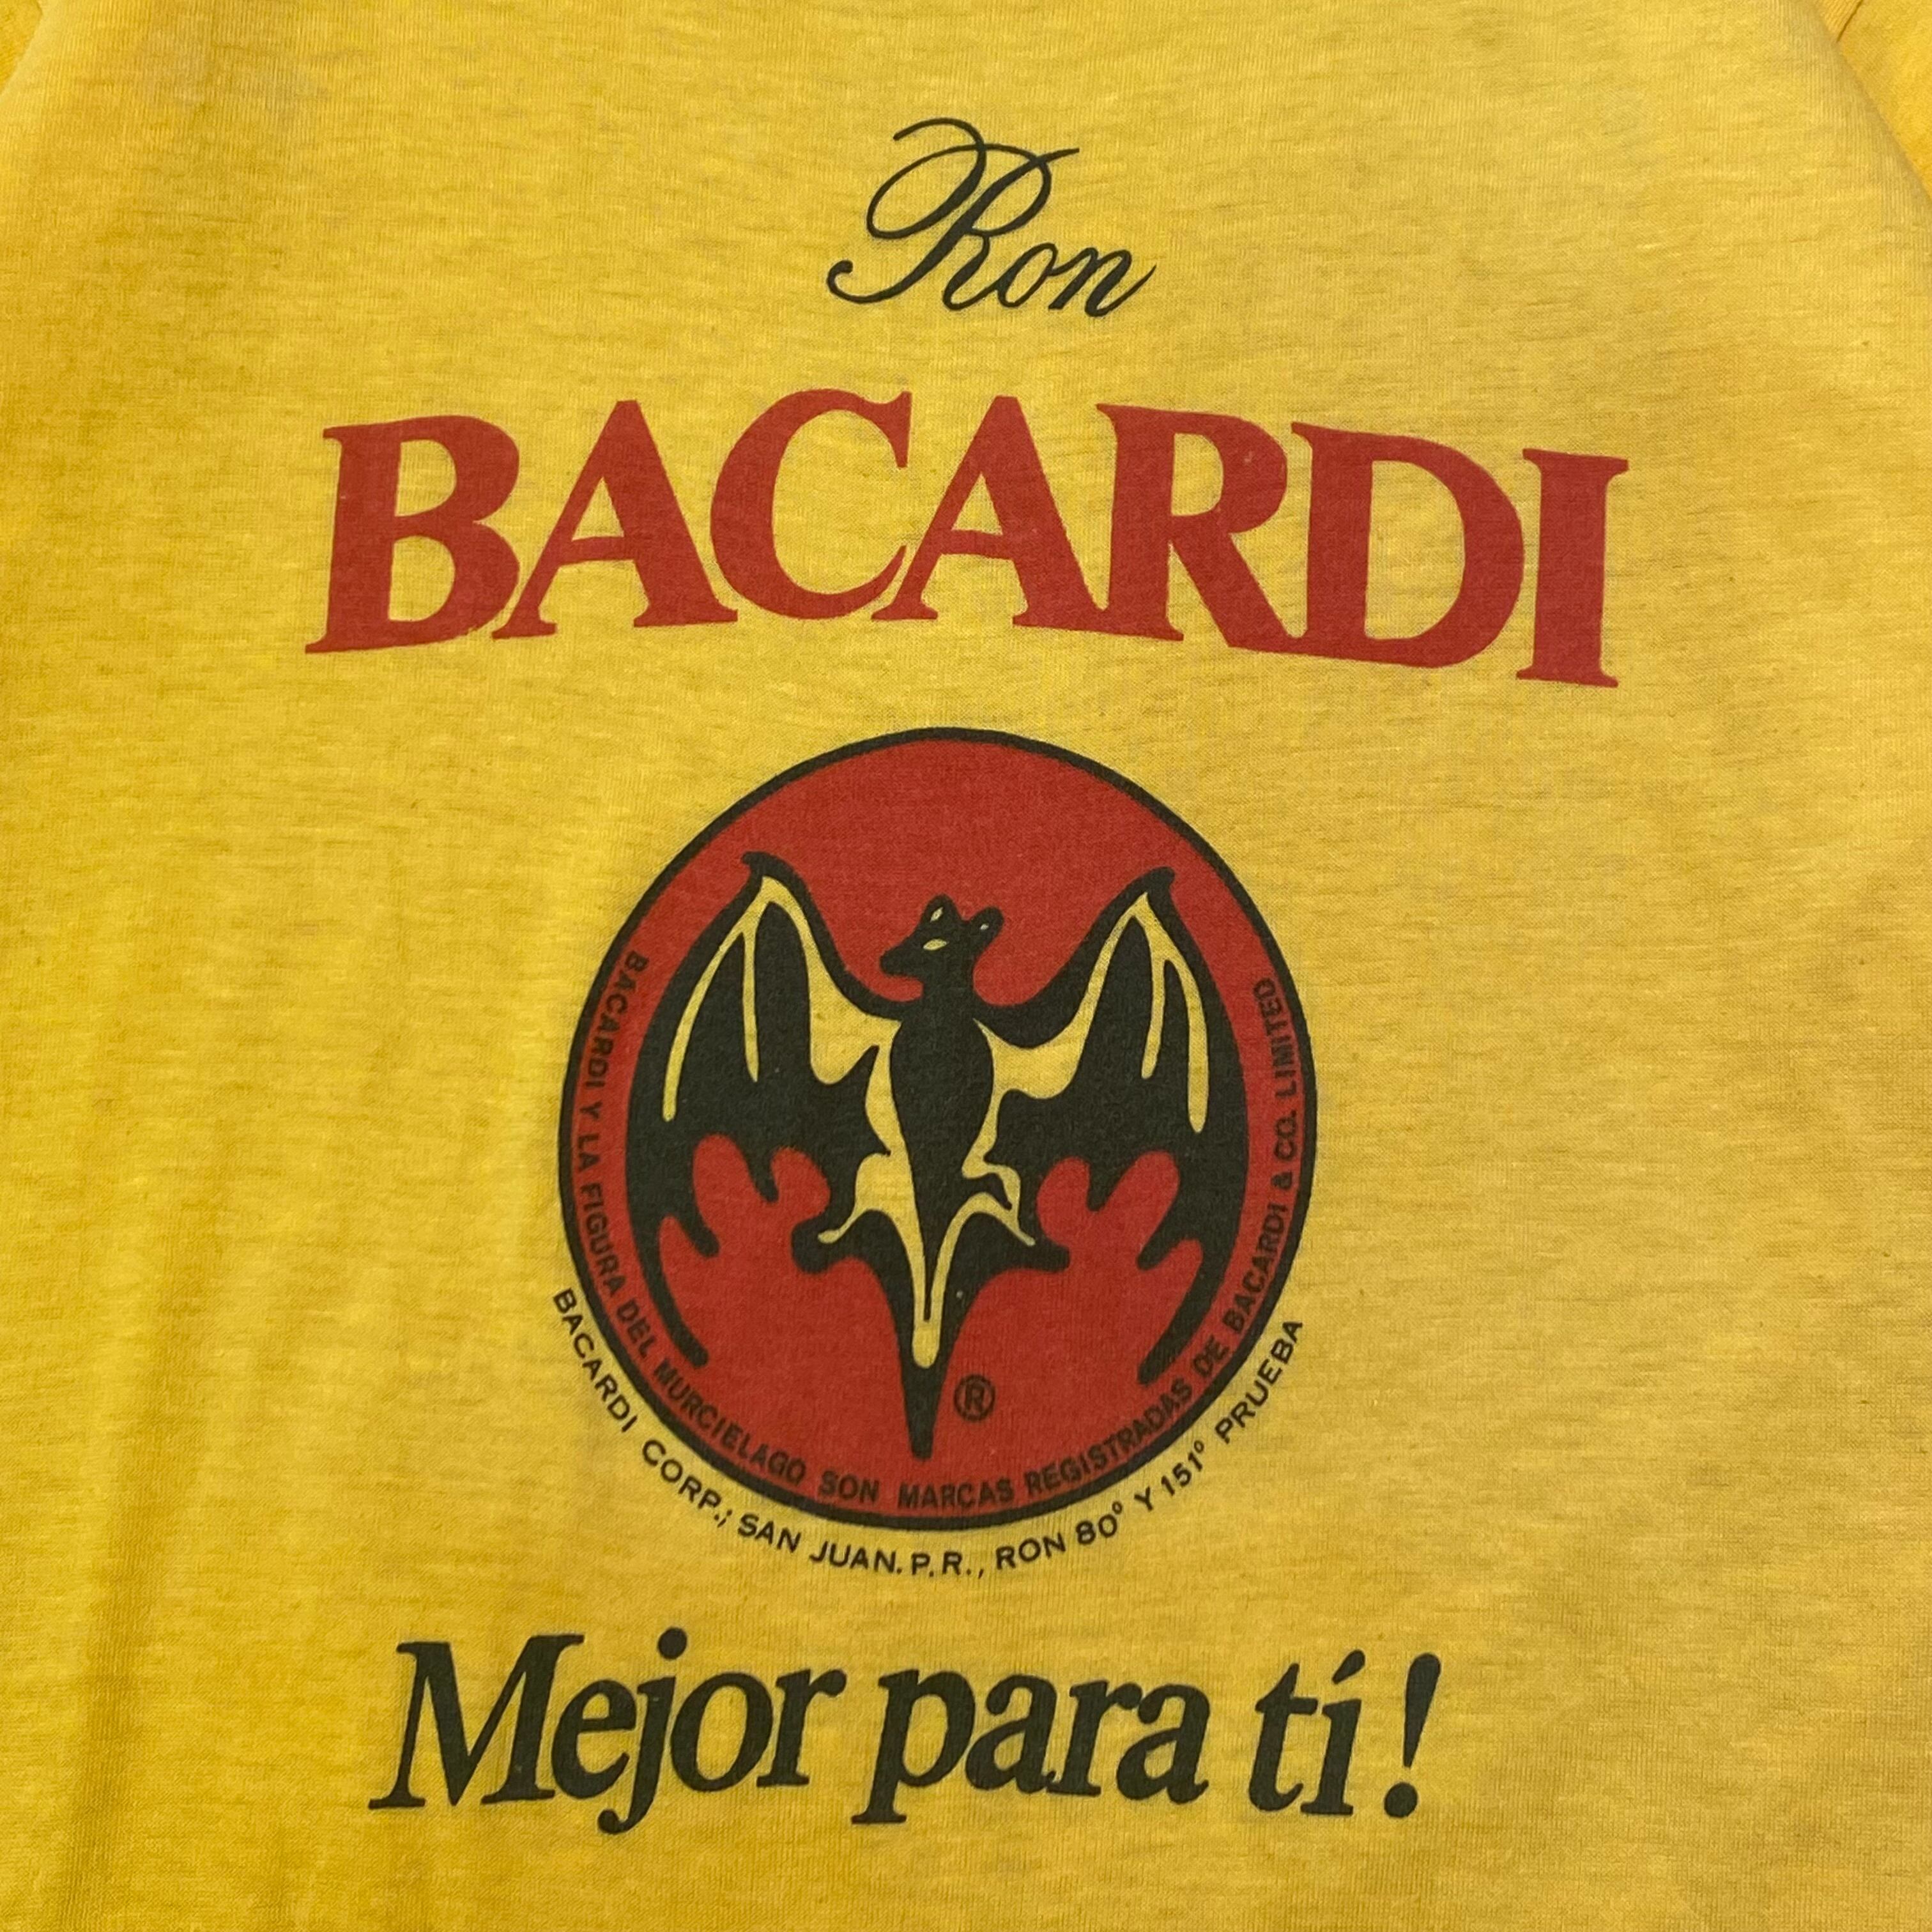 Ron
BACARDI
BACARDI Y LA FIGURA DEL MURCIELAGO SON MARCAS REGISTRADAS DE BACARDI & CO. LIMITED
®
BACARDI CORP.; SAN JUAN. P.R., RON 80° Y 151° PRUEBA
Mejor para tí!